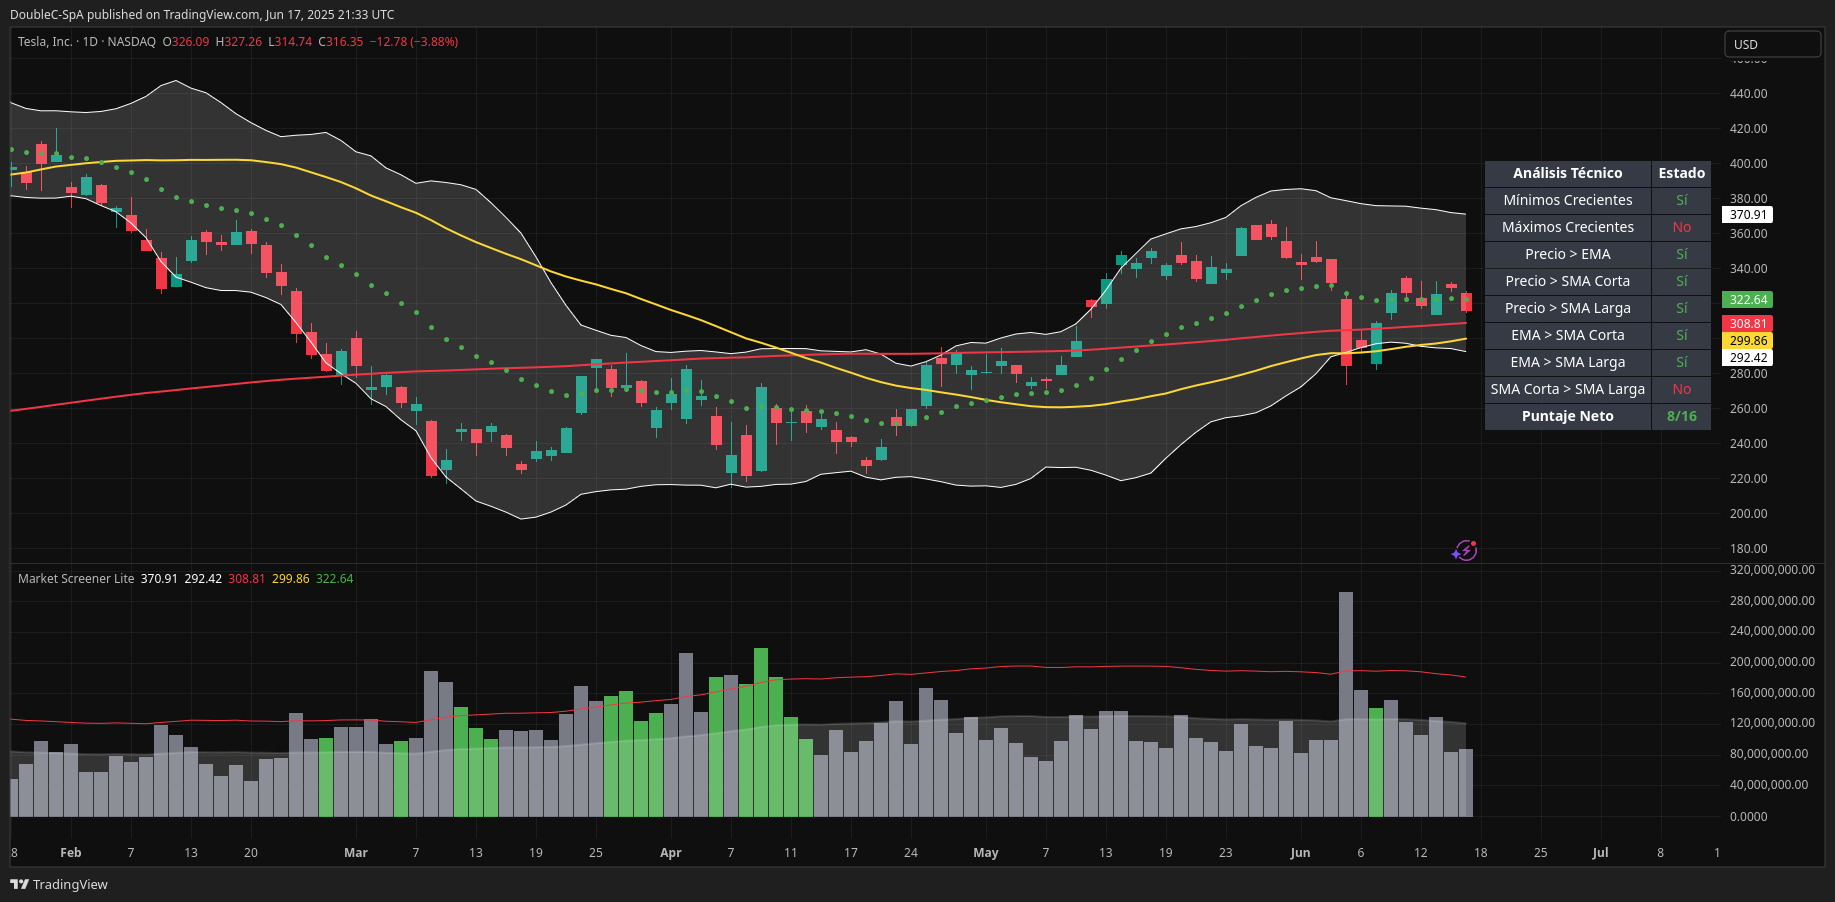 DoubleC-SpA published on TradingView.com, Jun 17, 2025 21:33 UTC
Tesla, Inc. · 1D · NASDAQ O326.09 H327.26 L314.74 C316.35 −12.78 (−3.88%)
USD
440.00
420.00
400.00
380.00
370.91
360.00
340.00
322.64
308.81
299.86
292.42
280.00
260.00
240.00
220.00
200.00
180.00
Análisis Técnico Estado
Mínimos Crecientes Sí
Máximos Crecientes No
Precio > EMA Sí
Precio > SMA Corta Sí
Precio > SMA Larga Sí
EMA > SMA Corta Sí
EMA > SMA Larga Sí
SMA Corta > SMA Larga No
Puntaje Neto 8/16
Market Screener Lite 370.91 292.42 308.81 299.86 322.64
320,000,000.00
280,000,000.00
240,000,000.00
200,000,000.00
160,000,000.00
120,000,000.00
80,000,000.00
40,000,000.00
0.0000
8 Feb 7 13 20 Mar 7 13 19 25 Apr 7 11 17 24 May 7 13 19 23 Jun 6 12 18 25 Jul 8 1
TradingView